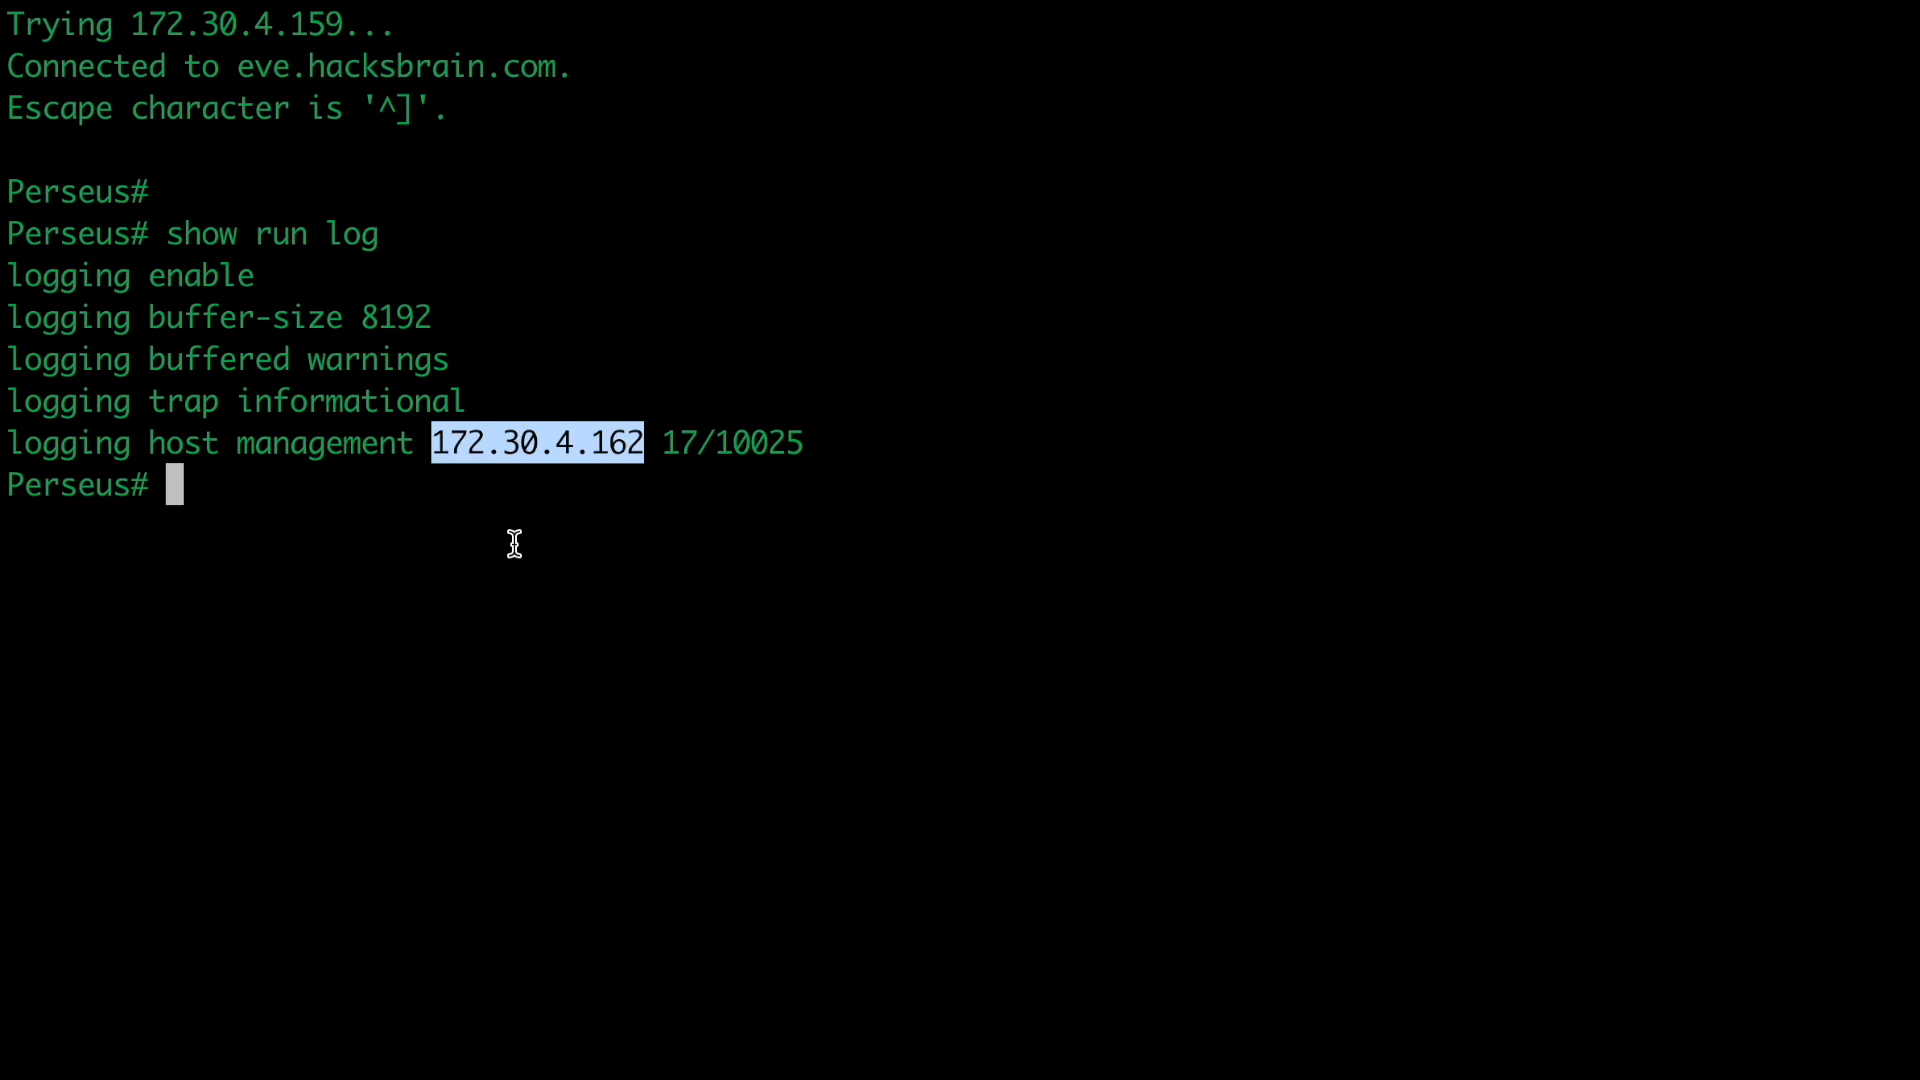 Trying 172.30.4.159...
Connected to eve.hacksbrain.com.
Escape character is '^]'.
Perseus#
Perseus# show run log
logging enable
logging buffer-size 8192
logging buffered warnings
logging trap informational
logging host management 172.30.4.162 17/10025
Perseus#